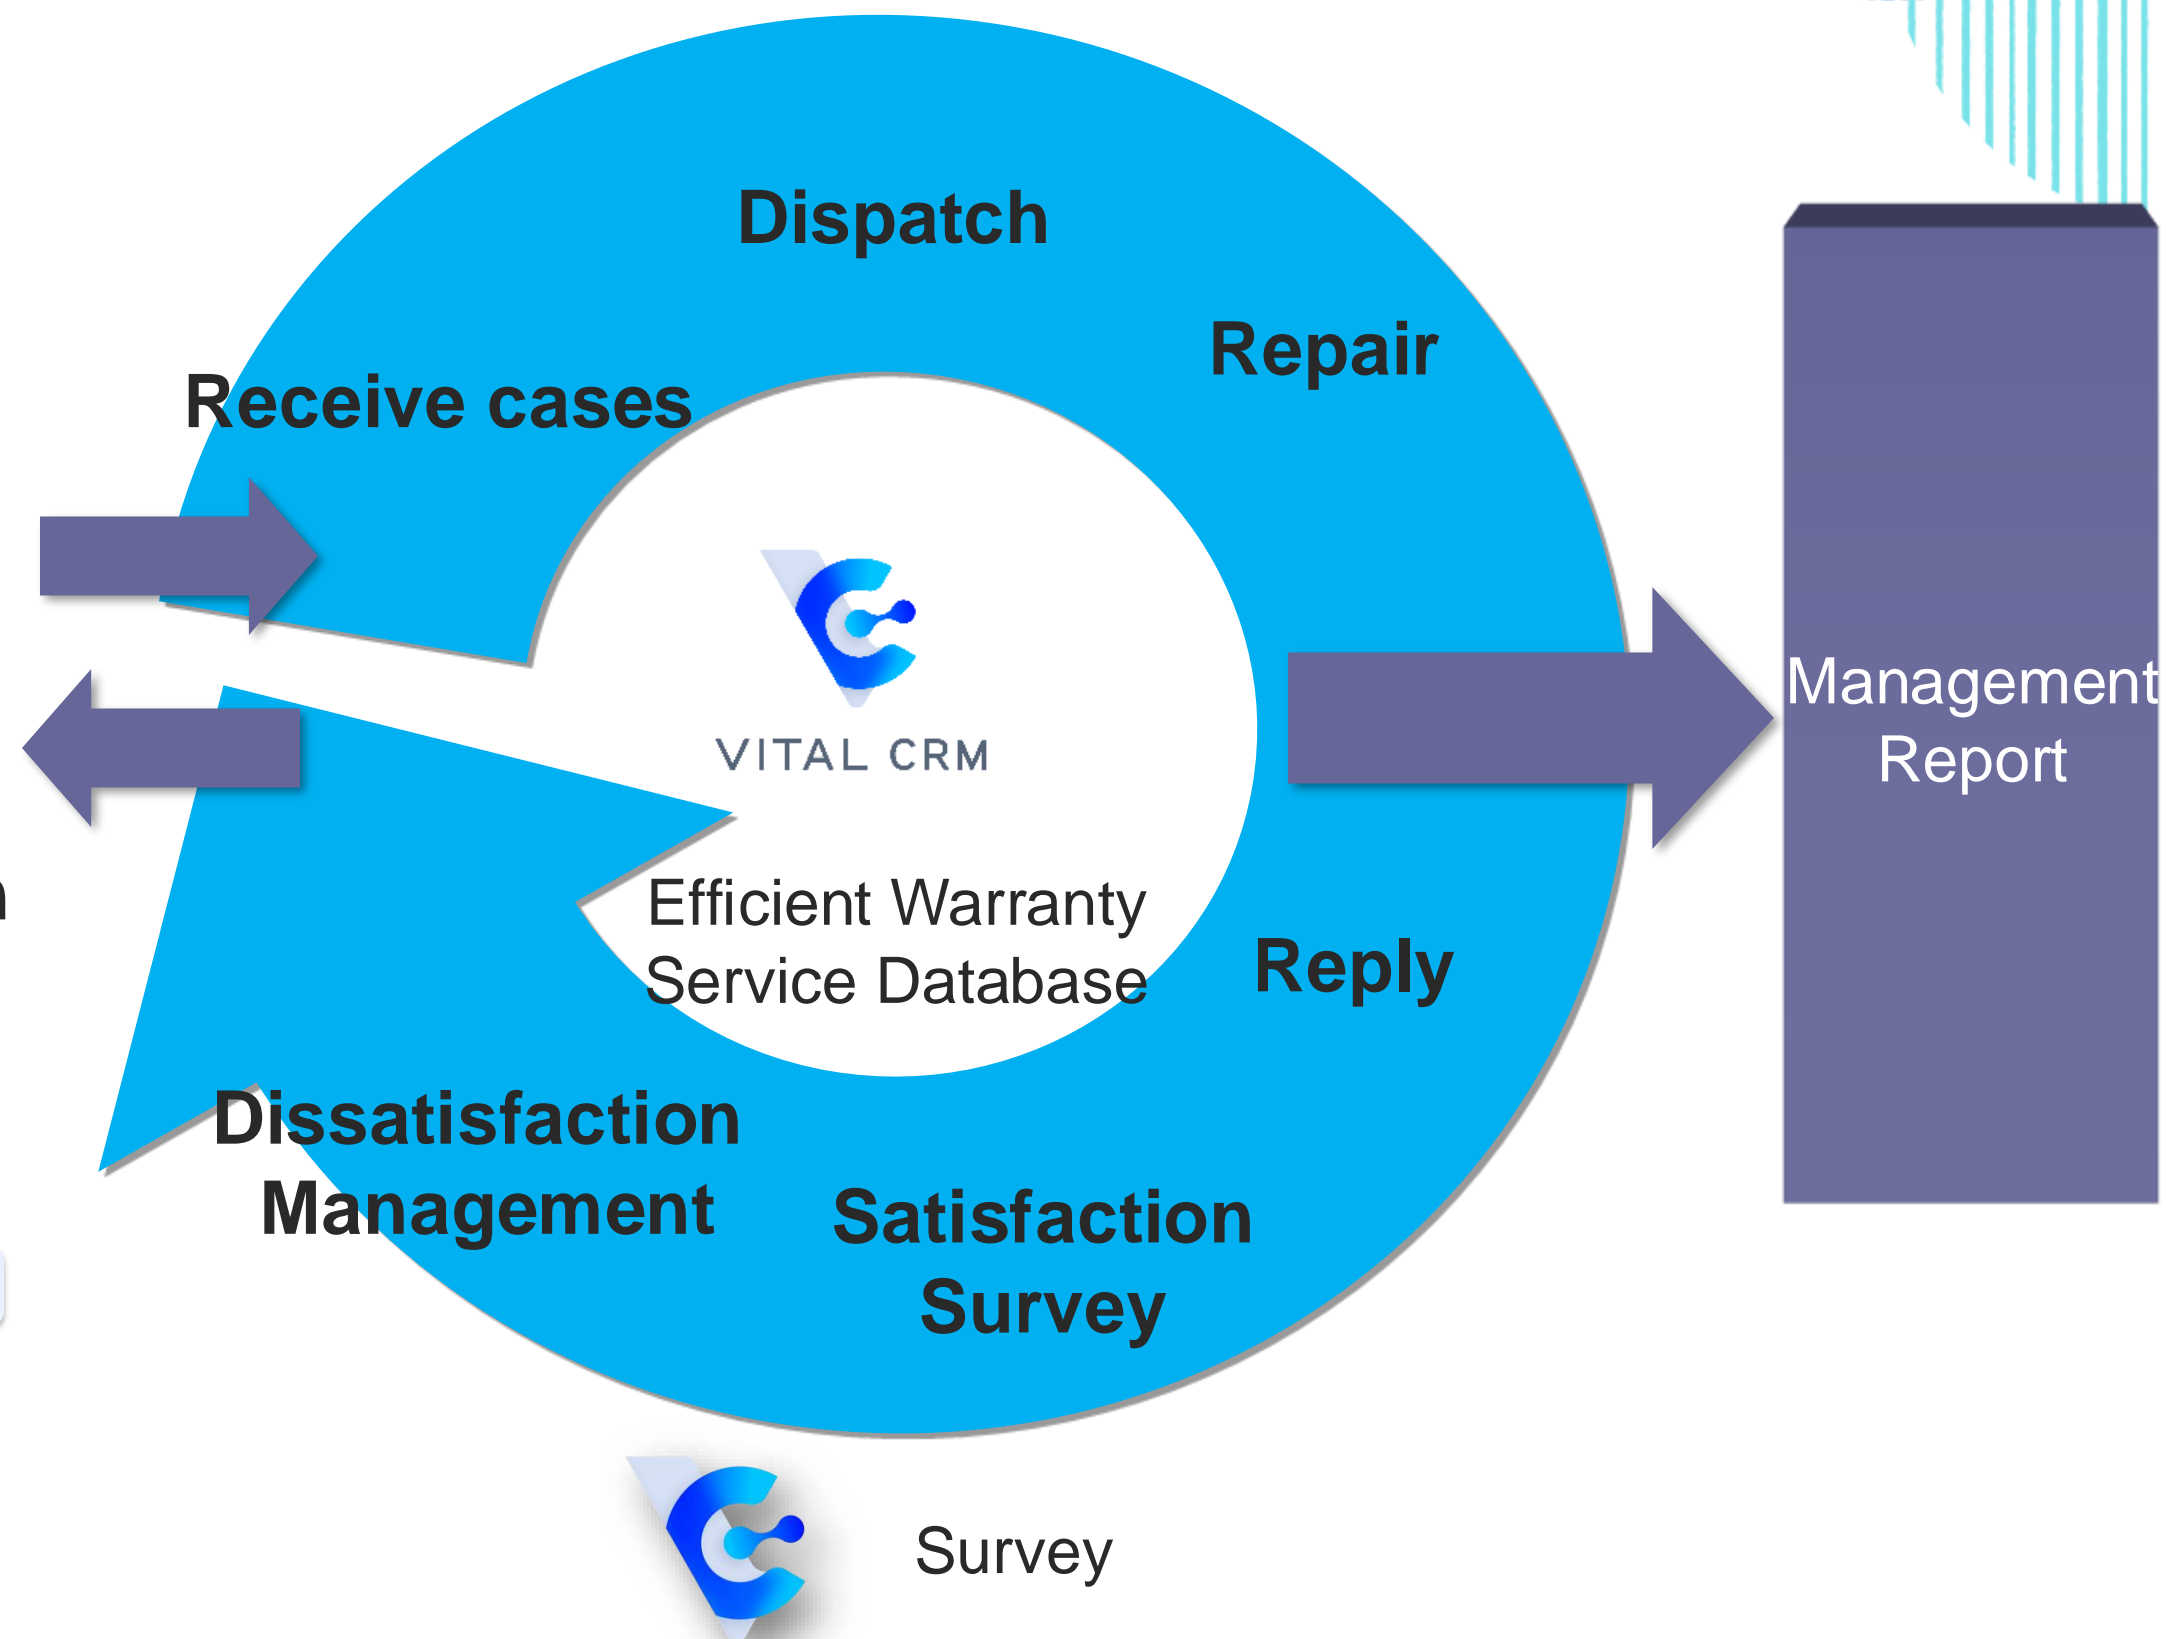 Dispatch
Repair
Receive cases
VITAL CRM
Management
Report
Efficient Warranty
Service Database
Reply
Dissatisfaction
Management
Satisfaction
Survey
Survey